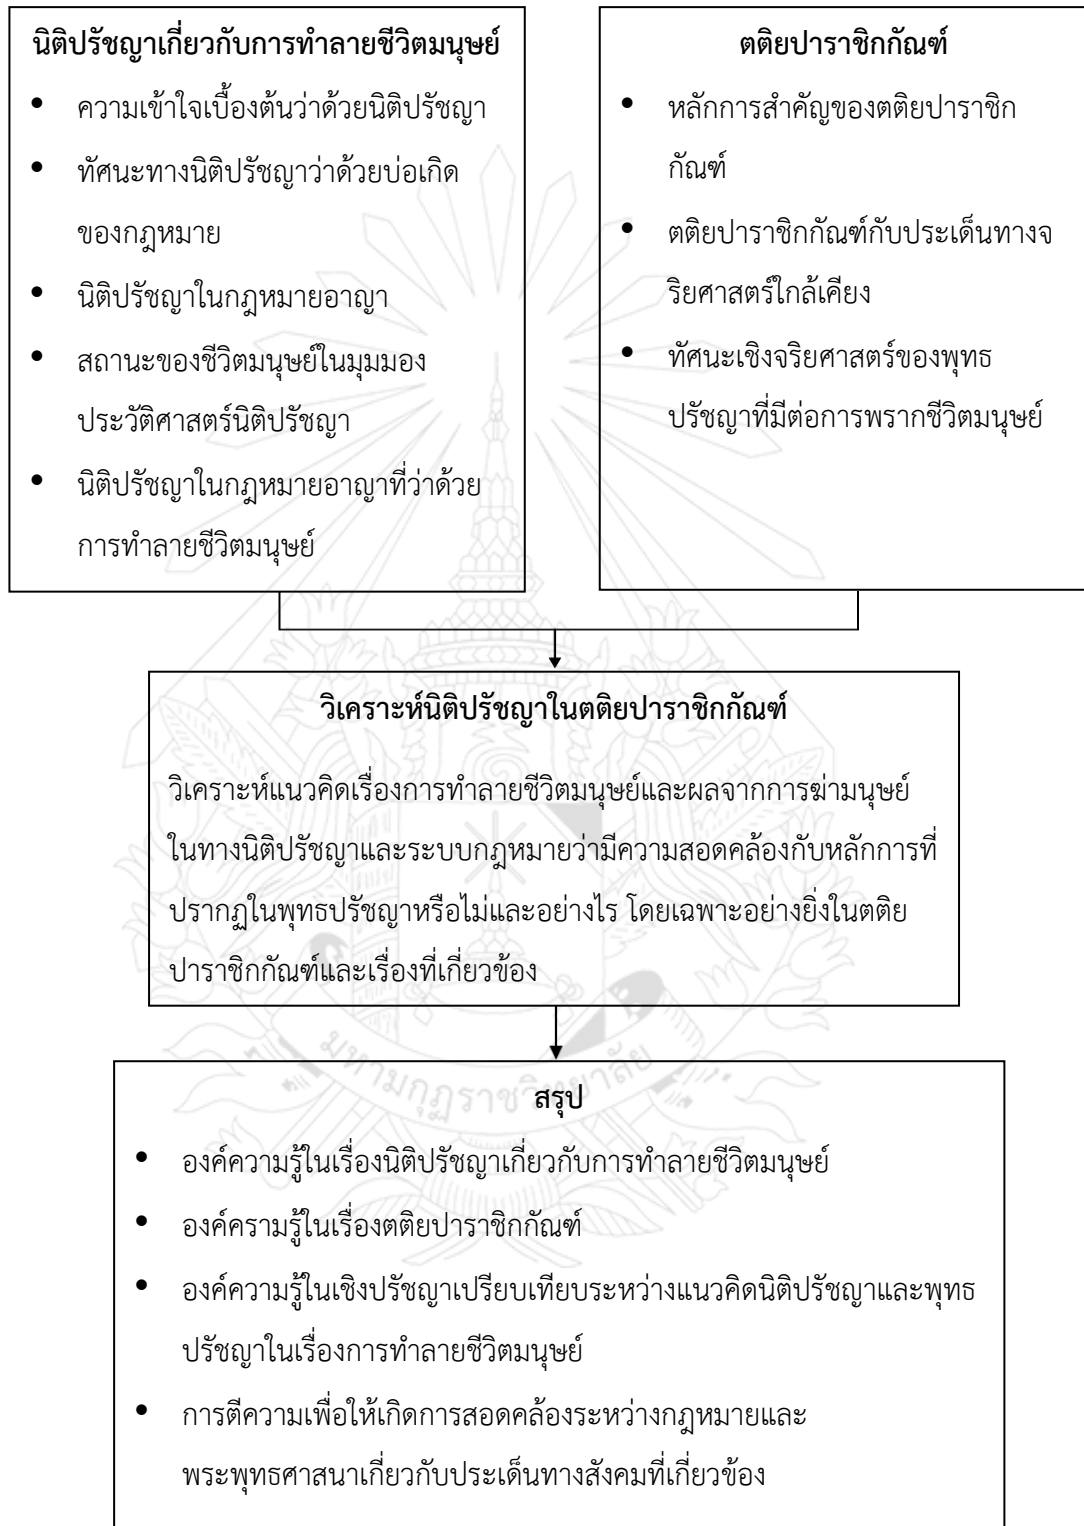 นิติปรัชญาเกี่ยวกับการทำลายชีวิตมนุษย์
• ความเข้าใจเบื้องต้นว่าด้วยนิติปรัชญา
• ทัศนะทางนิติปรัชญาว่าด้วยบ่อเกิด
ของกฎหมาย
• นิติปรัชญาในกฎหมายอาญา
• สถานะของชีวิตมนุษย์ในมุมมอง
ประวัติศาสตร์นิติปรัชญา
• นิติปรัชญาในกฎหมายอาญาที่ว่าด้วย
การทำลายชีวิตมนุษย์
ตติยปาราชิกกัณฑ์
• หลักการสำคัญของตติยปาราชิก
กัณฑ์
• ตติยปาราชิกกัณฑ์กับประเด็นทางจ
ริยศาสตร์ใกล้เคียง
• ทัศนะเชิงจริยศาสตร์ของพุทธ
ปรัชญาที่มีต่อการพรากชีวิตมนุษย์
วิเคราะห์นิติปรัชญาในตติยปาราชิกกัณฑ์
วิเคราะห์แนวคิดเรื่องการทำลายชีวิตมนุษย์และผลจากการฆ่ามนุษย์
ในทางนิติปรัชญาและระบบกฎหมายว่ามีความสอดคล้องกับหลักการที่
ปรากฏในพุทธปรัชญาหรือไม่และอย่างไร โดยเฉพาะอย่างยิ่งในตติย
ปาราชิกกัณฑ์และเรื่องที่เกี่ยวข้อง
มหามกุฏราชวิทยาลัย
สรุป
• องค์ความรู้ในเรื่องนิติปรัชญาเกี่ยวกับการทำลายชีวิตมนุษย์
• องค์ครามรู้ในเรื่องตติยปาราชิกกัณฑ์
• องค์ความรู้ในเชิงปรัชญาเปรียบเทียบระหว่างแนวคิดนิติปรัชญาและพุทธ
ปรัชญาในเรื่องการทำลายชีวิตมนุษย์
• การตีความเพื่อให้เกิดการสอดคล้องระหว่างกฎหมายและ
พระพุทธศาสนาเกี่ยวกับประเด็นทางสังคมที่เกี่ยวข้อง